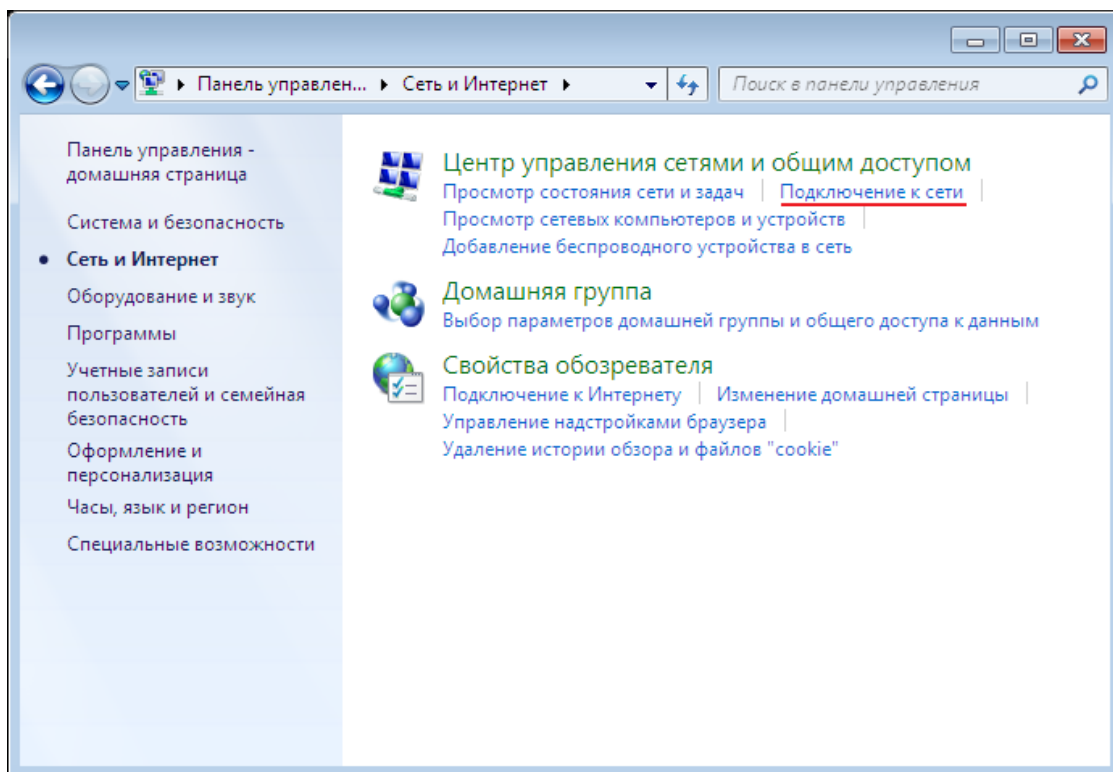 Панель управлен... Сеть и Интернет Поиск в панели управления
Панель управления -
домашняя страница
Система и безопасность
Сеть и Интернет
Оборудование и звук
Программы
Учетные записи
пользователей и семейная
безопасность
Оформление и
персонализация
Часы, язык и регион
Специальные возможности
Центр управления сетями и общим доступом
Просмотр состояния сети и задач Подключение к сети
Просмотр сетевых компьютеров и устройств
Добавление беспроводного устройства в сеть
Домашняя группа
Выбор параметров домашней группы и общего доступа к данным
Свойства обозревателя
Подключение к Интернету Изменение домашней страницы
Управление надстройками браузера
Удаление истории обзора и файлов "cookie"